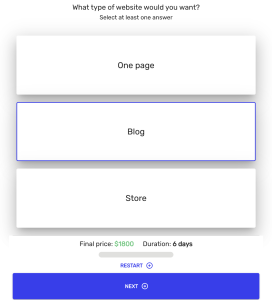 What type of website would you want?
Select at least one answer
One page
Blog
Store
Final price: $1800 Duration: 6 days
RESTART
NEXT